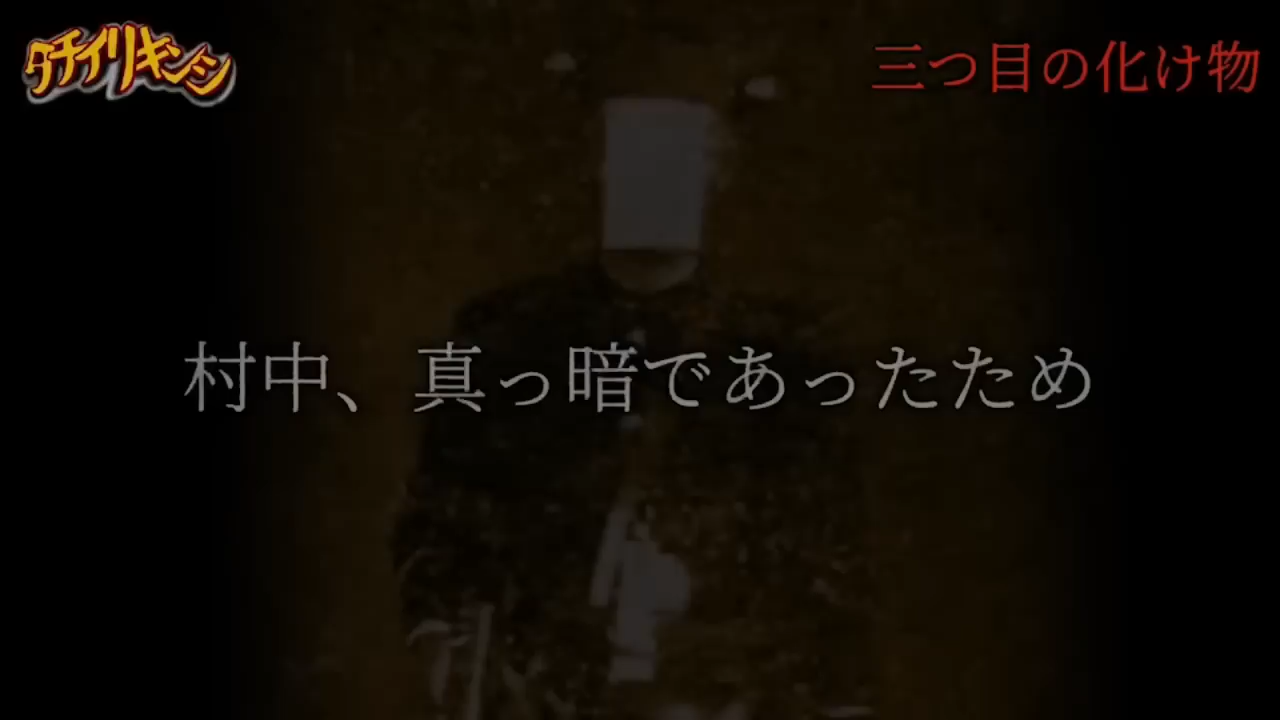 タチイリキンシ
三つ目の化け物
村中、真っ暗であったため